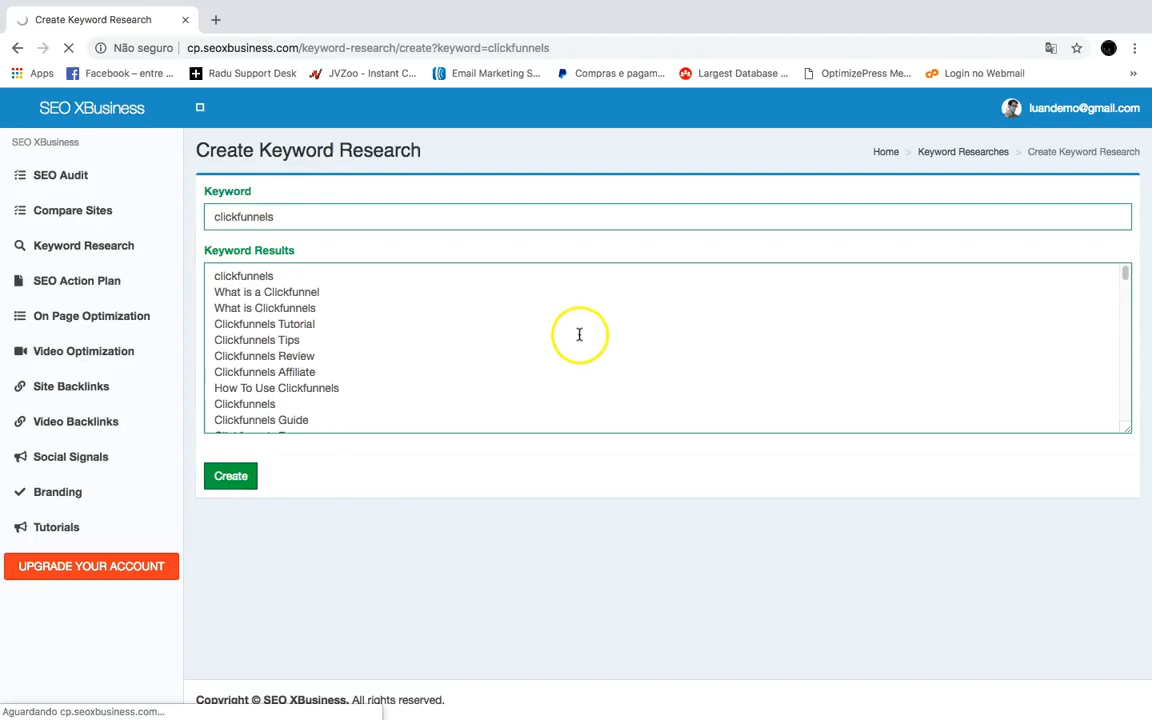 Create Keyword Research
Não seguro | cp.seoxbusiness.com/keyword-research/create?keyword=clickfunnels
Apps
Facebook – entre ...
Radu Support Desk
JVZoo - Instant C...
Email Marketing S...
Compras e pagam...
Largest Database ...
OptimizePress Me...
Login no Webmail
»
SEO XBusiness
luandemo@gmail.com
SEO XBusiness
SEO Audit
Compare Sites
Keyword Research
SEO Action Plan
On Page Optimization
Video Optimization
Site Backlinks
Video Backlinks
Social Signals
Branding
Tutorials
UPGRADE YOUR ACCOUNT
Create Keyword Research
Home > Keyword Researches > Create Keyword Research
Keyword
clickfunnels
Keyword Results
clickfunnels
What is a Clickfunnel
What is Clickfunnels
Clickfunnels Tutorial
Clickfunnels Tips
Clickfunnels Review
Clickfunnels Affiliate
How To Use Clickfunnels
Clickfunnels
Clickfunnels Guide
Create
Copyright © SEO XBusiness. All rights reserved.
Aguardando cp.seoxbusiness.com...